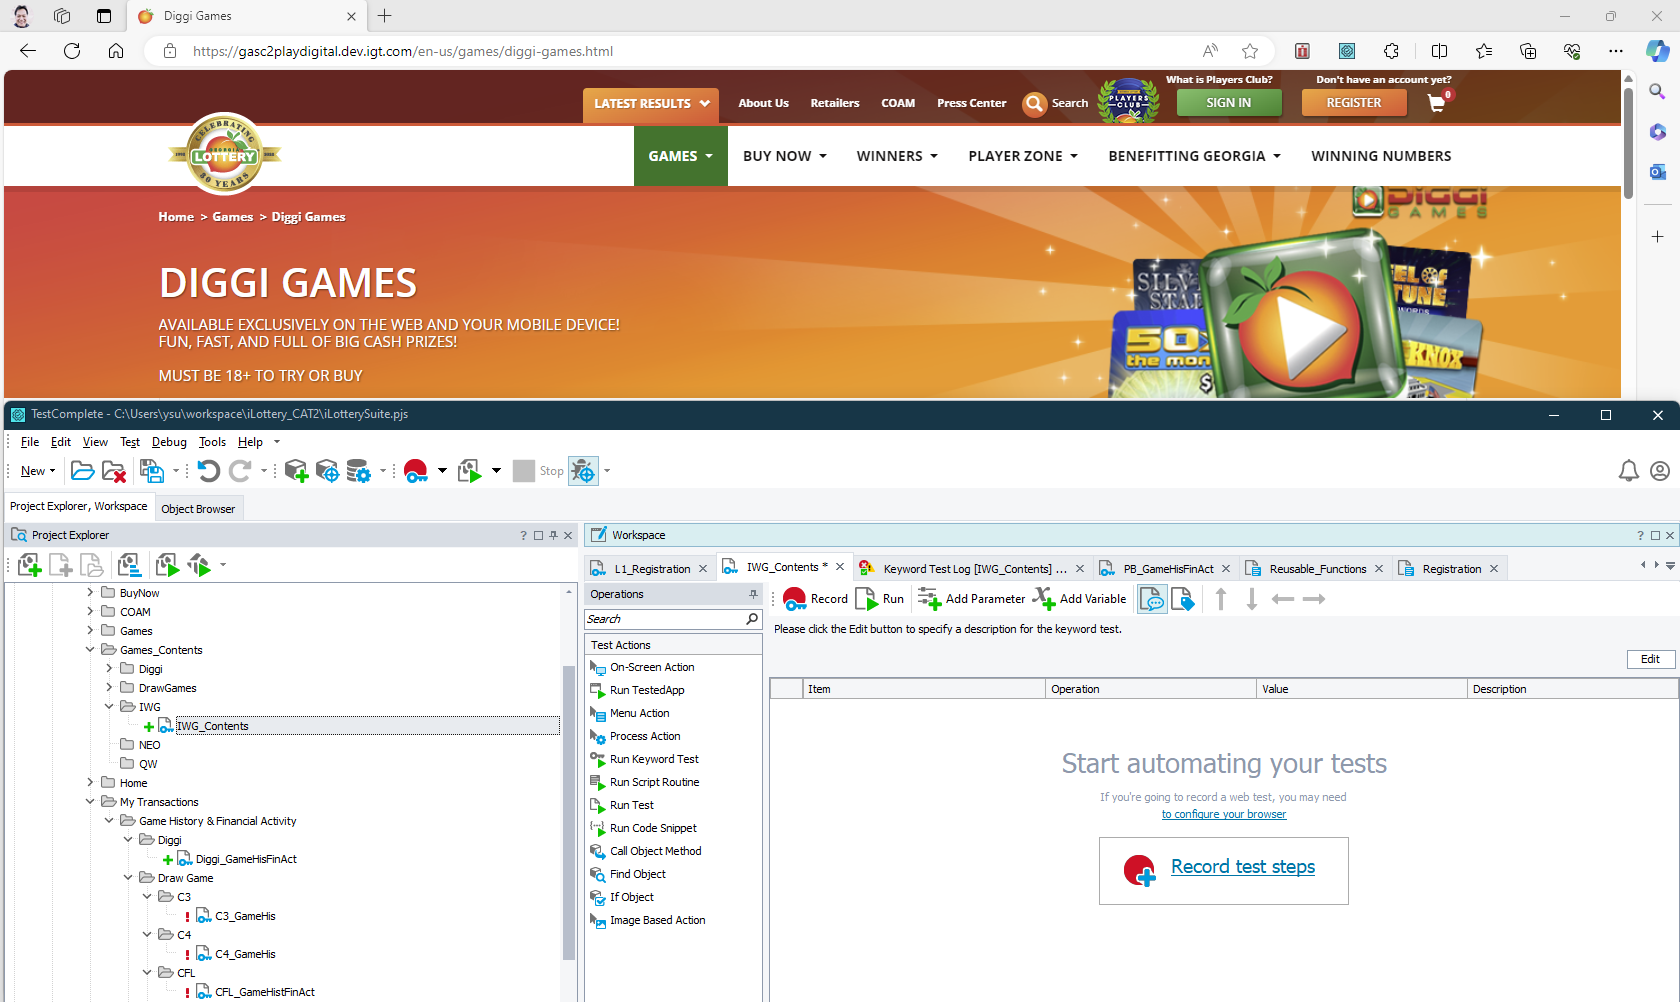 Diggi Games
https://gasc2playdigital.dev.igt.com/en-us/games/diggi-games.html
LATEST RESULTS
About Us
Retailers
COAM
Press Center
Search
PLAYERS CLUB
What is Players Club?
SIGN IN
Don't have an account yet?
REGISTER
0
CELEBRATING
GEORGIA
LOTTERY
30 YEARS
GAMES
BUY NOW
WINNERS
PLAYER ZONE
BENEFITTING GEORGIA
WINNING NUMBERS
Home > Games > Diggi Games
DIGGI
GAMES
DIGGI GAMES
AVAILABLE EXCLUSIVELY ON THE WEB AND YOUR MOBILE DEVICE!
FUN, FAST, AND FULL OF BIG CASH PRIZES!
MUST BE 18+ TO TRY OR BUY
50X
KNOX
TestComplete - C:\Users\ysu\workspace\iLottery_CAT2\iLotterySuite.pjs
File Edit View Test Debug Tools Help
New
Stop
Project Explorer, Workspace
Object Browser
Project Explorer
BuyNow
COAM
Games
Games_Contents
Diggi
DrawGames
IWG
IWG_Contents
NEO
QW
Home
My Transactions
Game History & Financial Activity
Diggi
Diggi_GameHisFinAct
Draw Game
C3
C3_GameHis
C4
C4_GameHis
CFL
CFL_GameHistFinAct
Workspace
L1_Registration
IWG_Contents *
Keyword Test Log [IWG_Contents] ...
PB_GameHisFinAct
Reusable_Functions
Registration
Operations
Search
Test Actions
On-Screen Action
Run TestedApp
Menu Action
Process Action
Run Keyword Test
Run Script Routine
Run Test
Run Code Snippet
Call Object Method
Find Object
If Object
Image Based Action
Record
Run
Add Parameter
Add Variable
Please click the Edit button to specify a description for the keyword test.
Edit
Item
Operation
Value
Description
Start automating your tests
If you're going to record a web test, you may need
to configure your browser
Record test steps